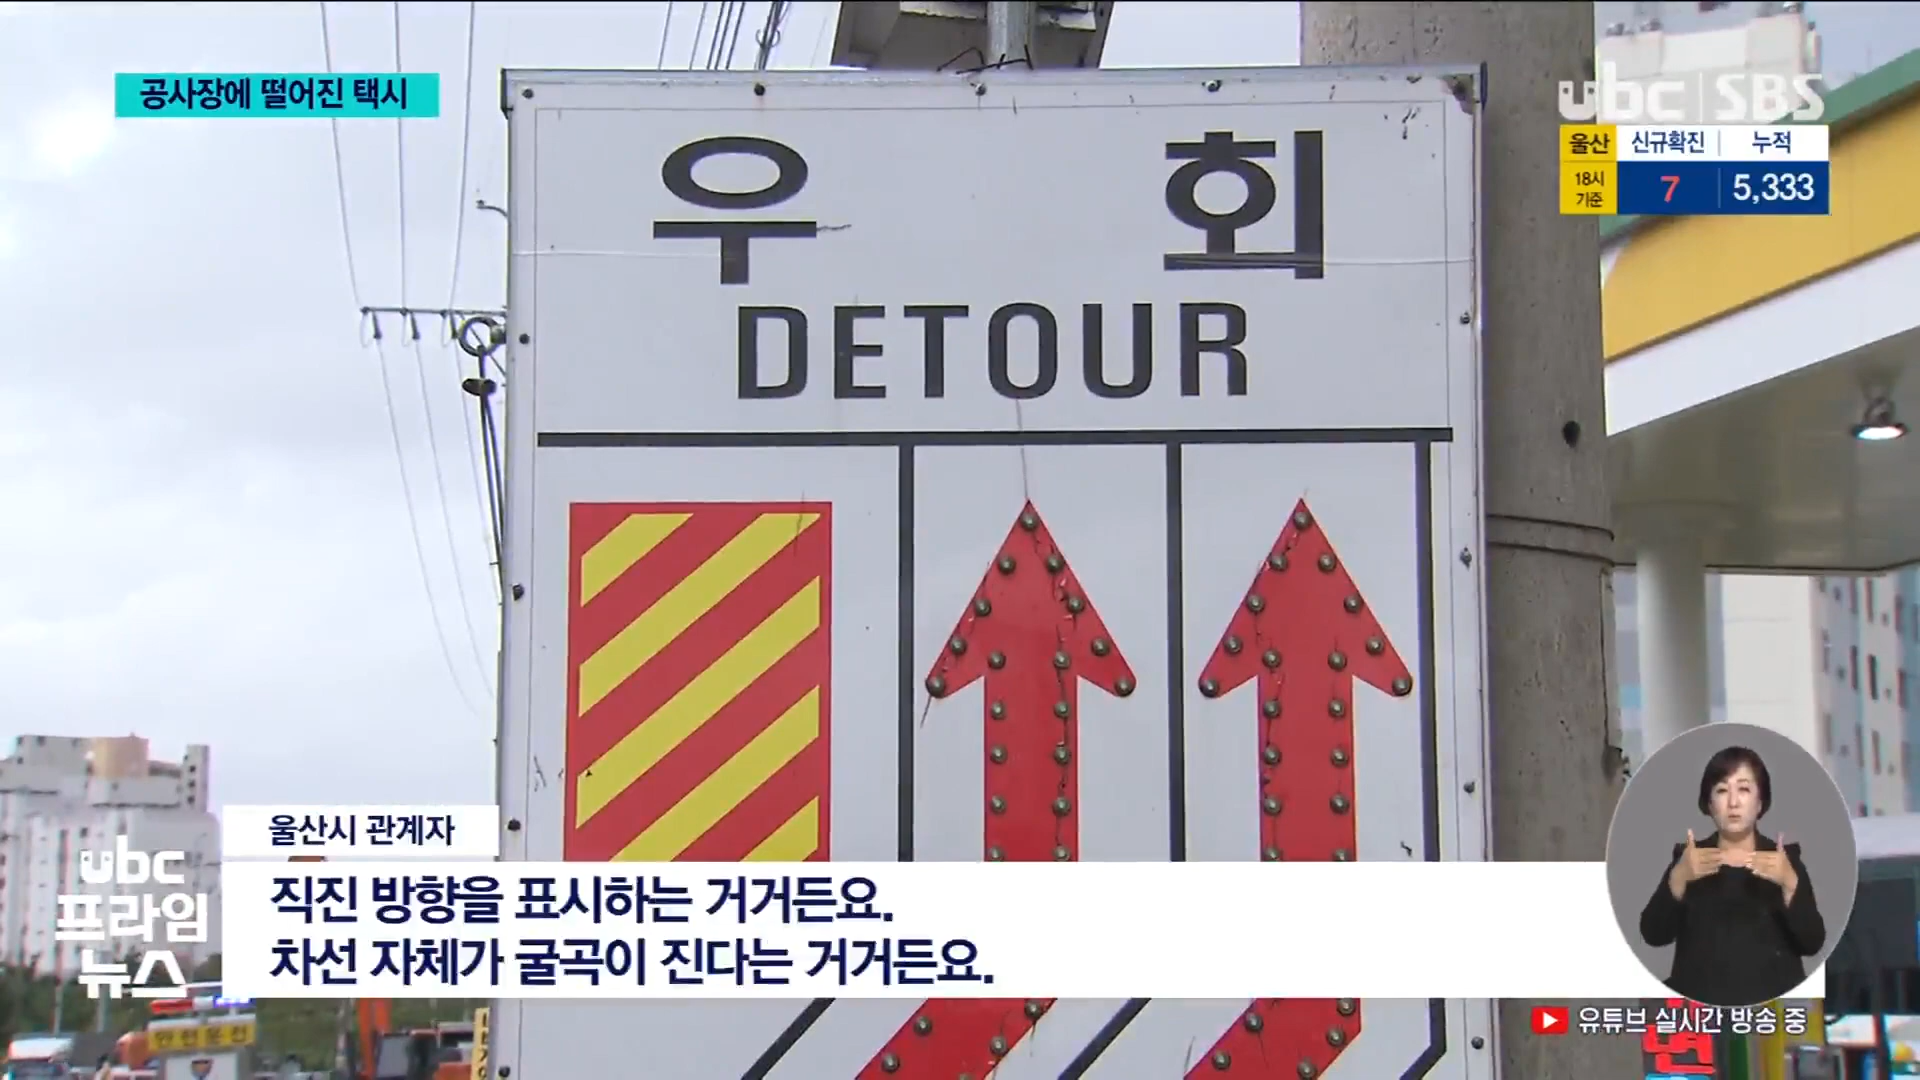 공사장에 떨어진 택시
ubc SBS
울산 신규확진 누적
18시 기준 7 5,333
우 회
DETOUR
울산시 관계자
직진 방향을 표시하는 거거든요.
차선 자체가 굴곡이 진다는 거거든요.
ubc
프라임
뉴스
유튜브 실시간 방송 중
안전운전